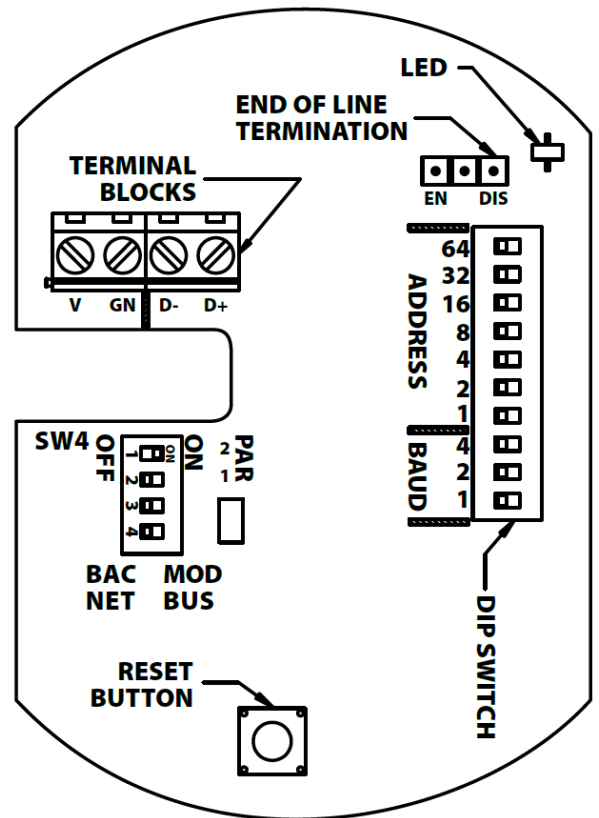 LED
END OF LINE
TERMINATION
EN DIS
TERMINAL
BLOCKS
V GN D- D+
ADDRESS
64
32
16
8
4
2
1
BAUD
4
2
1
SW4
OFF
ON
1 ON
2
3
4
PAR
2
1
BAC MOD
NET BUS
DIP SWITCH
RESET
BUTTON